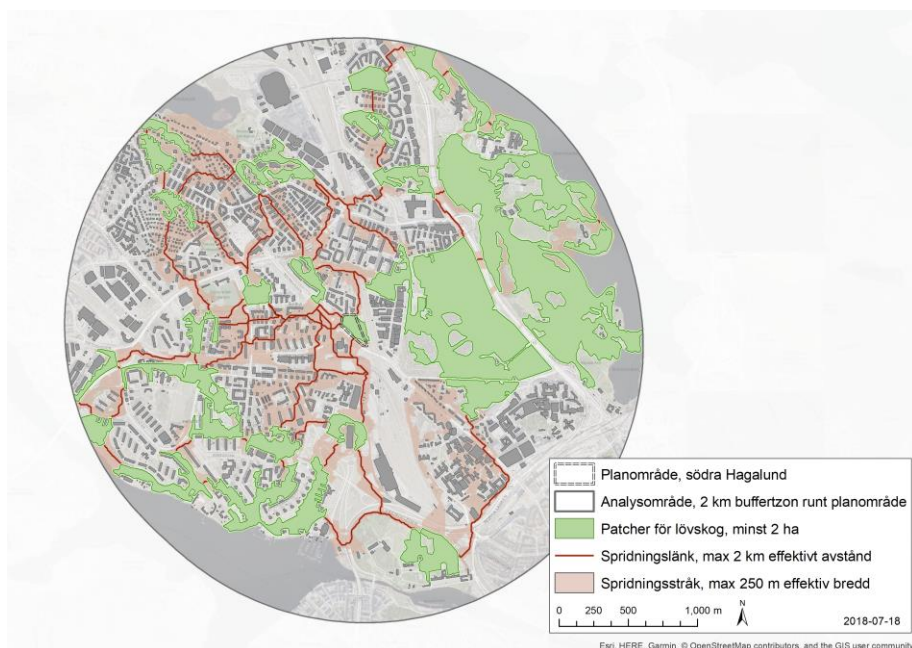 Planområde, södra Hagalund
Analysområde, 2 km buffertzon runt planområde
Patcher för lövskog, minst 2 ha
Spridningslänk, max 2 km effektivt avstånd
Spridningsstråk, max 250 m effektiv bredd
0 250 500 1,000 m
N
2018-07-18
Esri, HERE, Garmin, © OpenStreetMap contributors, and the GIS user community